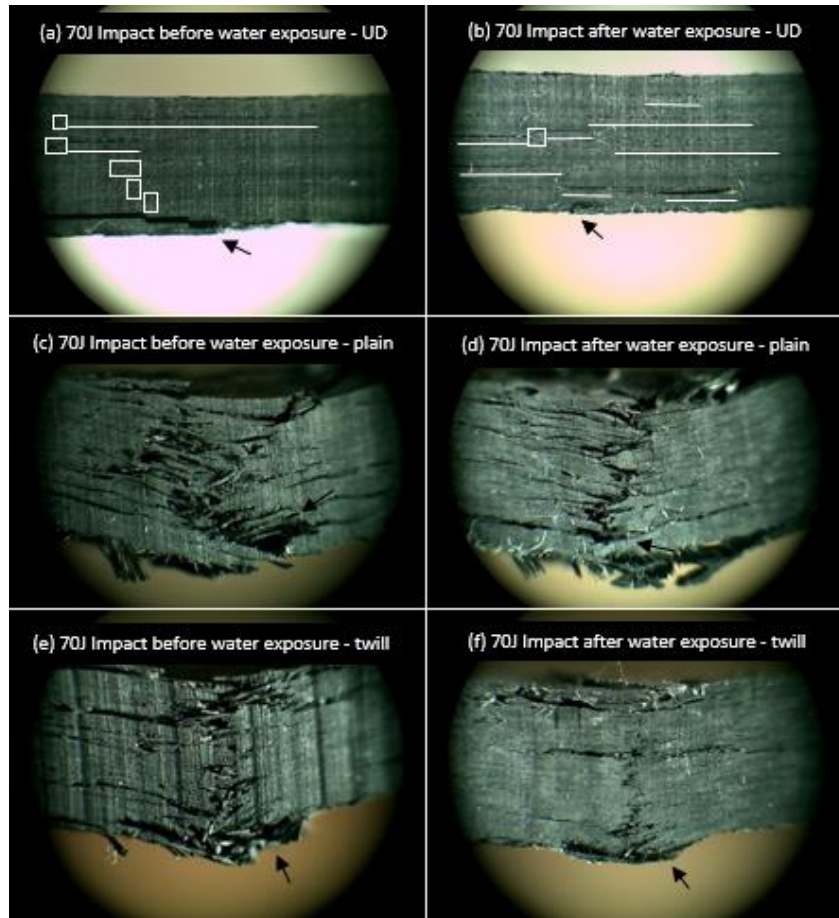 (a) 70J Impact before water exposure - UD
(b) 70J Impact after water exposure - UD
(c) 70J Impact before water exposure - plain
(d) 70J Impact after water exposure - plain
(e) 70J Impact before water exposure - twill
(f) 70J Impact after water exposure - twill